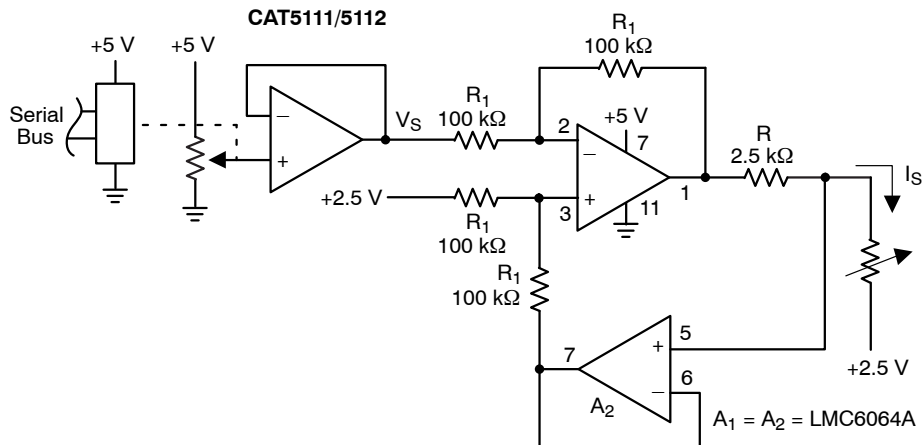 CAT5111/5112
+5 V
+5 V
Serial
Bus
−
+
V_S
R₁
100 kΩ
R₁
100 kΩ
+5 V
2
−
7
+2.5 V
R₁
100 kΩ
3
+
11
1
R
2.5 kΩ
I_S
R₁
100 kΩ
7
+
5
−
6
A₂
+2.5 V
A₁ = A₂ = LMC6064A